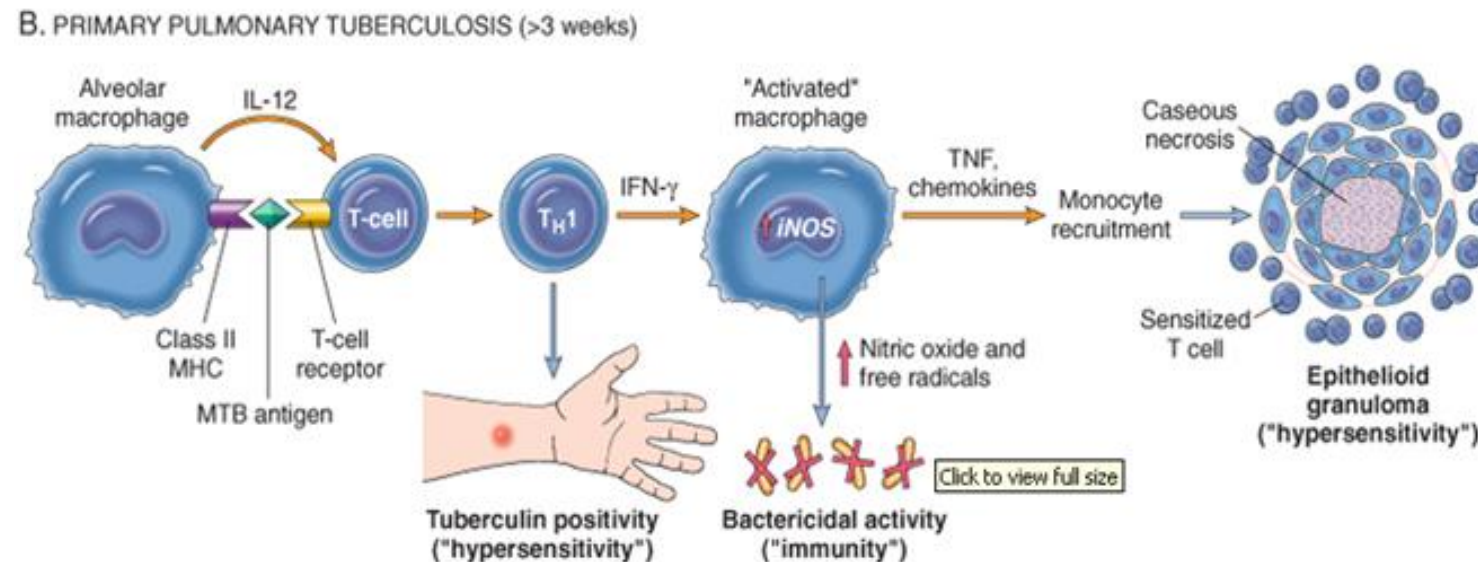 B. PRIMARY PULMONARY TUBERCULOSIS (>3 weeks)
Alveolar
macrophage
IL-12
T-cell
Class II
MHC
MTB antigen
T-cell
receptor
TH1
IFN-γ
"Activated"
macrophage
iNOS
TNF,
chemokines
Monocyte
recruitment
Caseous
necrosis
Sensitized
T cell
Epithelioid
granuloma
("hypersensitivity")
Nitric oxide and
free radicals
Click to view full size
Tuberculin positivity
("hypersensitivity")
Bactericidal activity
("immunity")